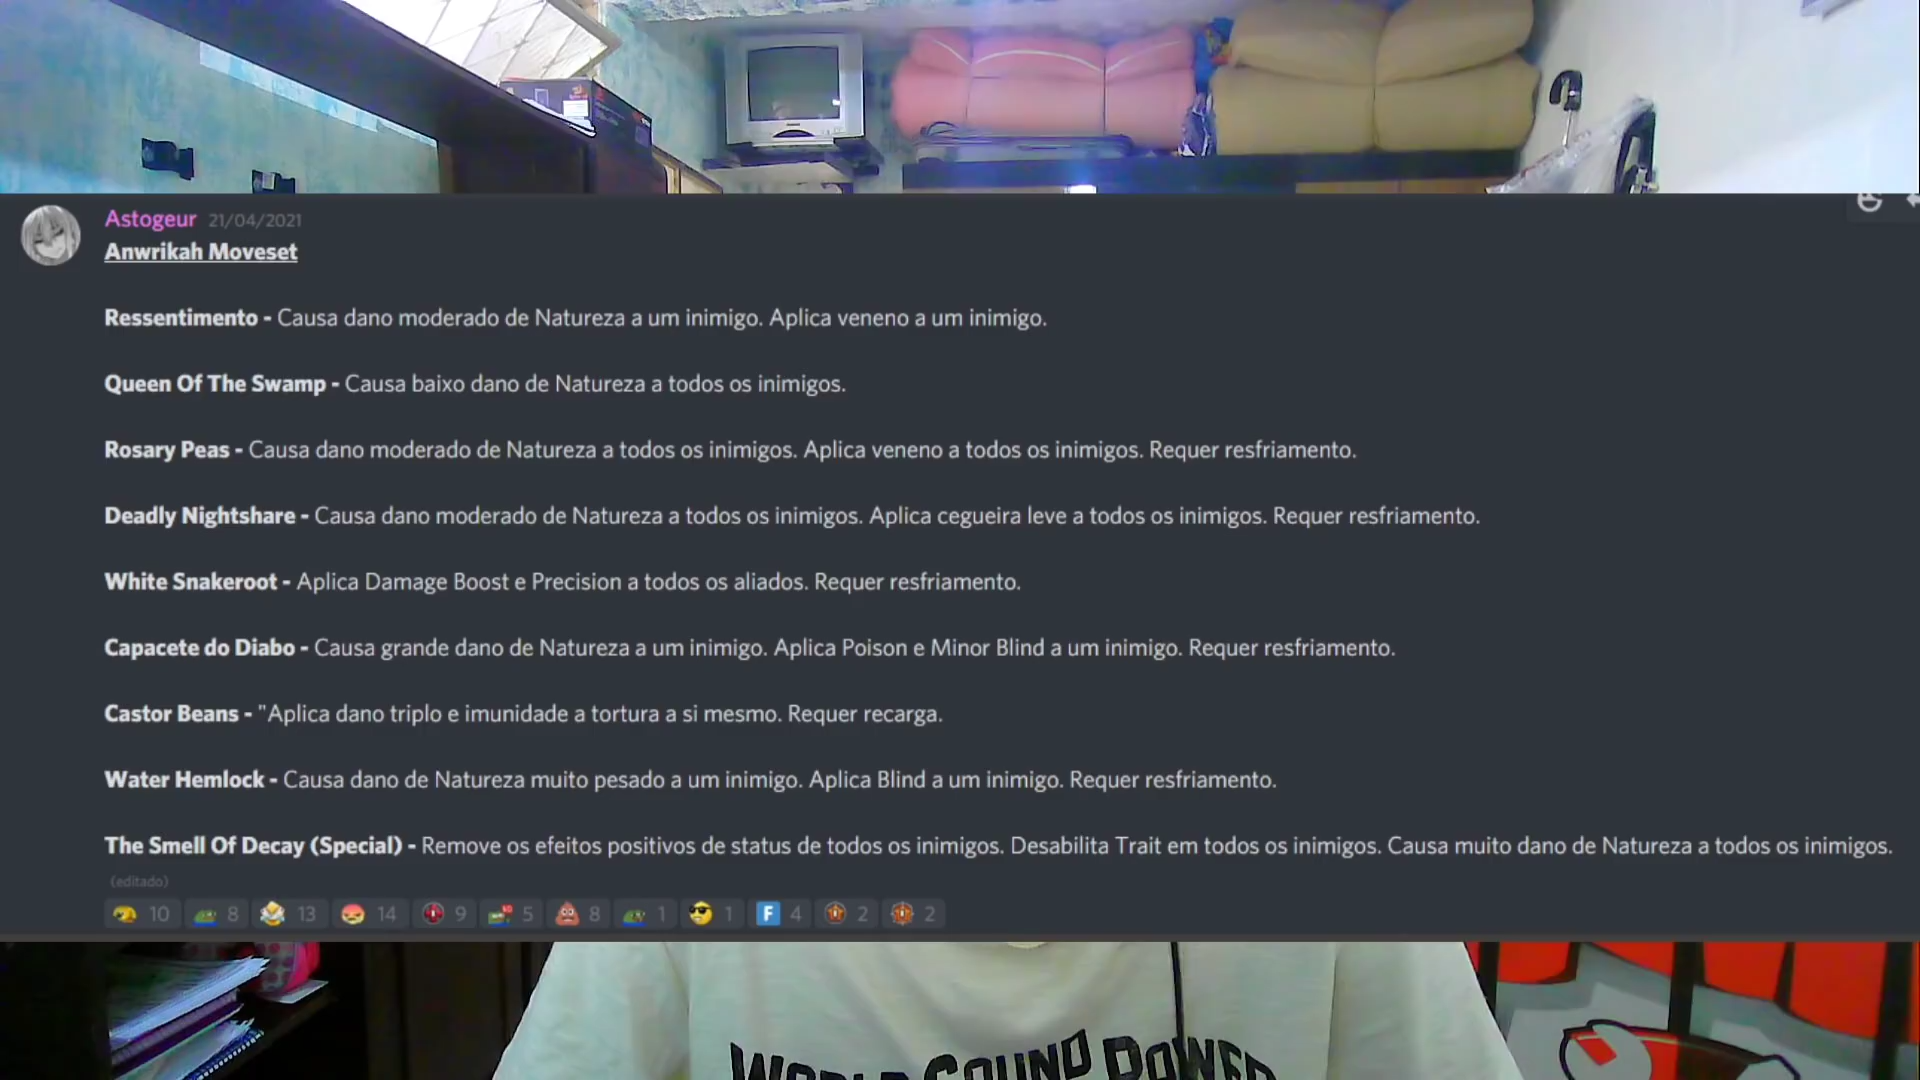 Astogeur 21/04/2021
Anwrikah Moveset
Ressentimento - Causa dano moderado de Natureza a um inimigo. Aplica veneno a um inimigo.
Queen Of The Swamp - Causa baixo dano de Natureza a todos os inimigos.
Rosary Peas - Causa dano moderado de Natureza a todos os inimigos. Aplica veneno a todos os inimigos. Requer resfriamento.
Deadly Nightshare - Causa dano moderado de Natureza a todos os inimigos. Aplica cegueira leve a todos os inimigos. Requer resfriamento.
White Snakeroot - Aplica Damage Boost e Precision a todos os aliados. Requer resfriamento.
Capacete do Diabo - Causa grande dano de Natureza a um inimigo. Aplica Poison e Minor Blind a um inimigo. Requer resfriamento.
Castor Beans - "Aplica dano triplo e imunidade a tortura a si mesmo. Requer recarga.
Water Hemlock - Causa dano de Natureza muito pesado a um inimigo. Aplica Blind a um inimigo. Requer resfriamento.
The Smell Of Decay (Special) - Remove os efeitos positivos de status de todos os inimigos. Desabilita Trait em todos os inimigos. Causa muito dano de Natureza a todos os inimigos.
(editado)
10 8 13 14 9 5 8 1 1 F 4 2 2
WORLD SOUND POWER